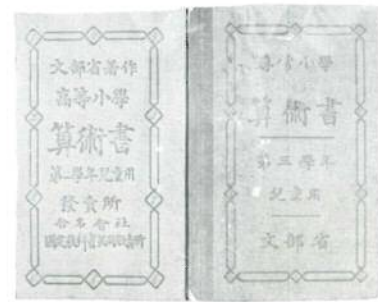 文部省著作
高等小學
算術書
第一學年兒童用
發賣所
合名會社
尋常小學
算術書
第三學年
兒童用
文部省